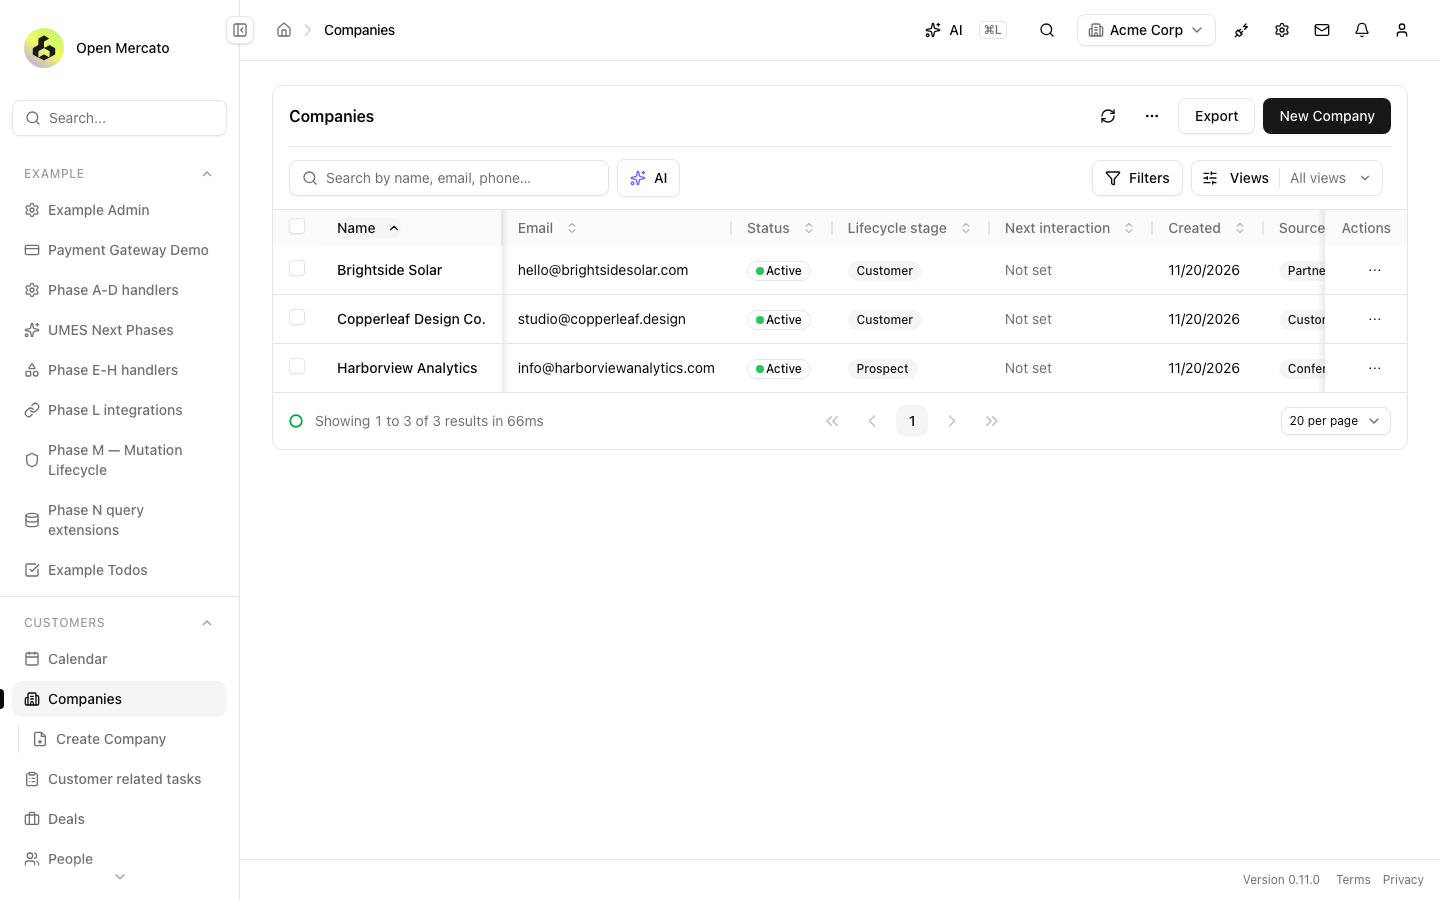 Open Mercato
Search...
EXAMPLE
Example Admin
Payment Gateway Demo
Phase A-D handlers
UMES Next Phases
Phase E-H handlers
Phase L integrations
Phase M — Mutation
Lifecycle
Phase N query
extensions
Example Todos
CUSTOMERS
Calendar
Companies
Create Company
Customer related tasks
Deals
People
Companies
AI ⌘L
Acme Corp
Companies
Export
New Company
Search by name, email, phone...
AI
Filters
Views
All views
Name Email Status Lifecycle stage Next interaction Created Source Actions
Brightside Solar hello@brightsidesolar.com Active Customer Not set 11/20/2026 Partne
Copperleaf Design Co. studio@copperleaf.design Active Customer Not set 11/20/2026 Custor
Harborview Analytics info@harborviewanalytics.com Active Prospect Not set 11/20/2026 Confer
Showing 1 to 3 of 3 results in 66ms
1
20 per page
Version 0.11.0 Terms Privacy